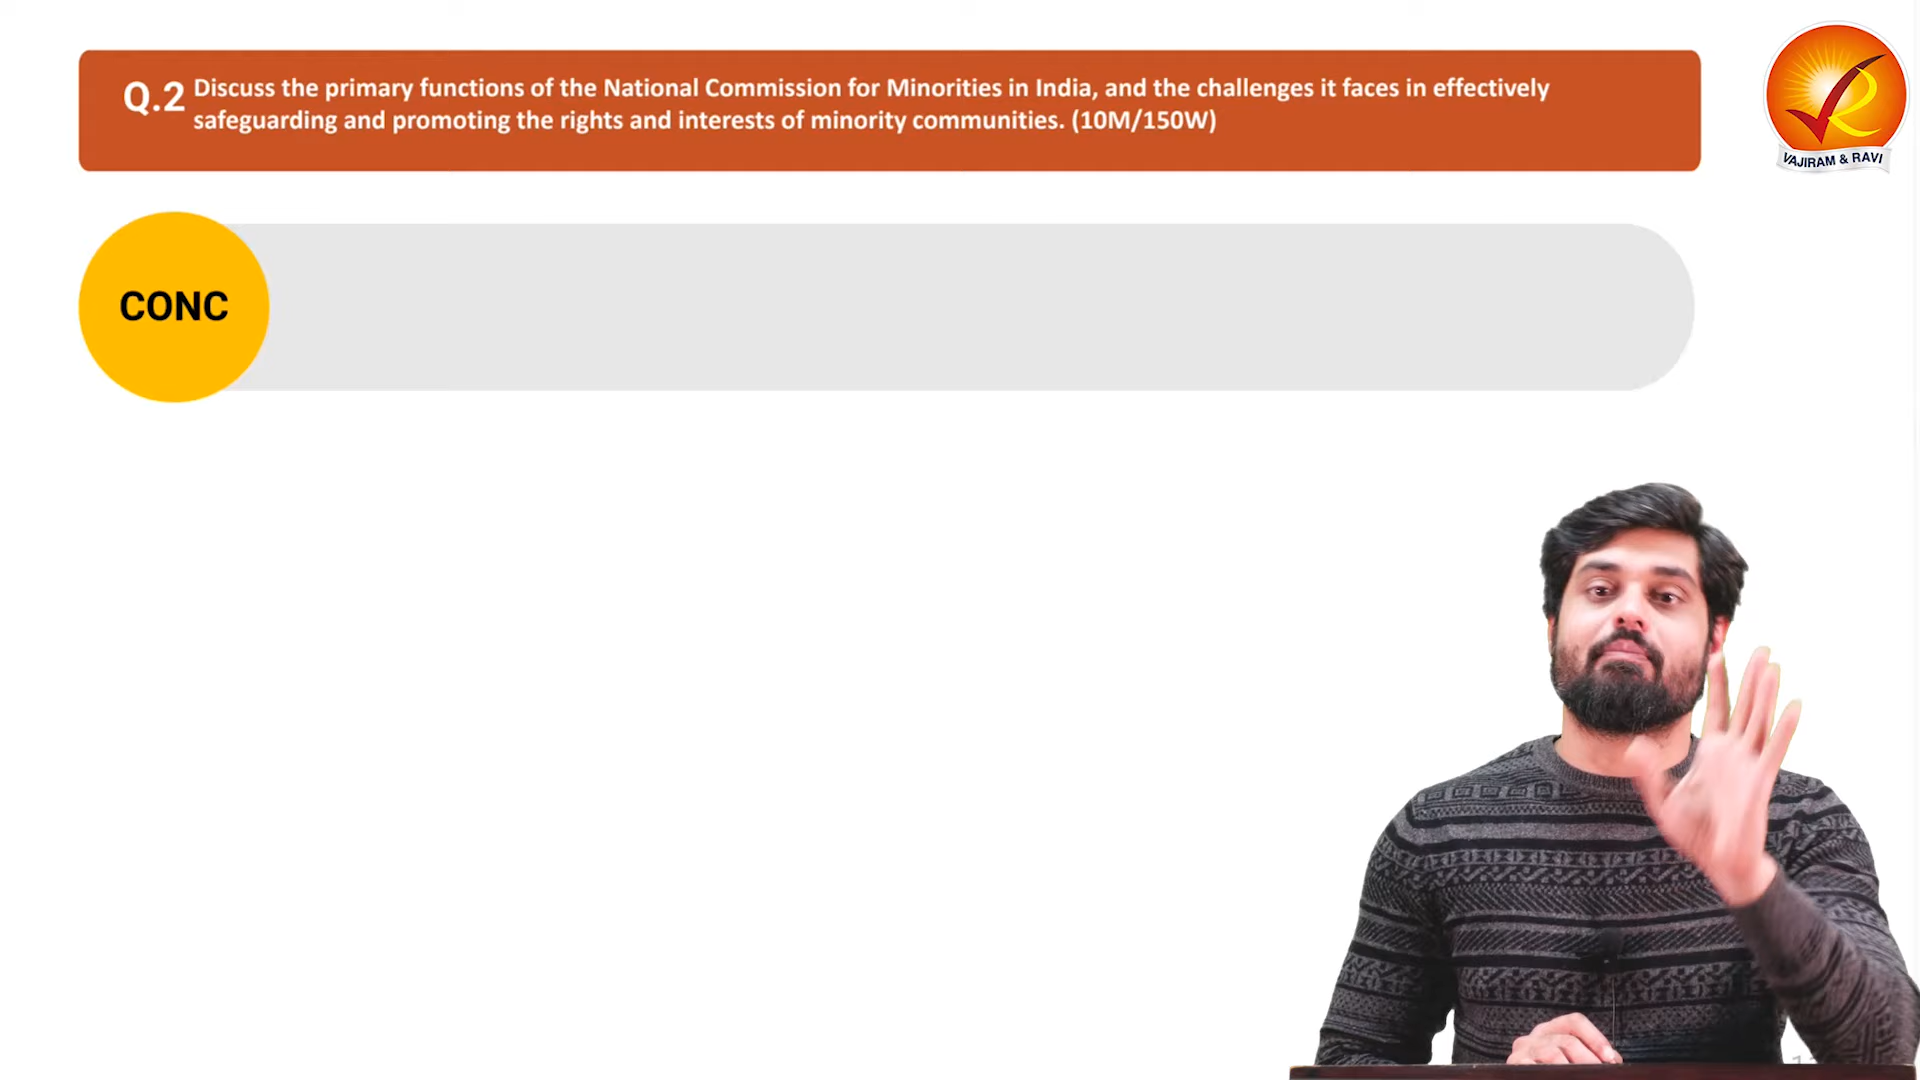 Q.2 Discuss the primary functions of the National Commission for Minorities in India, and the challenges it faces in effectively
safeguarding and promoting the rights and interests of minority communities. (10M/150W)
VAJIRAM & RAVI
CONC